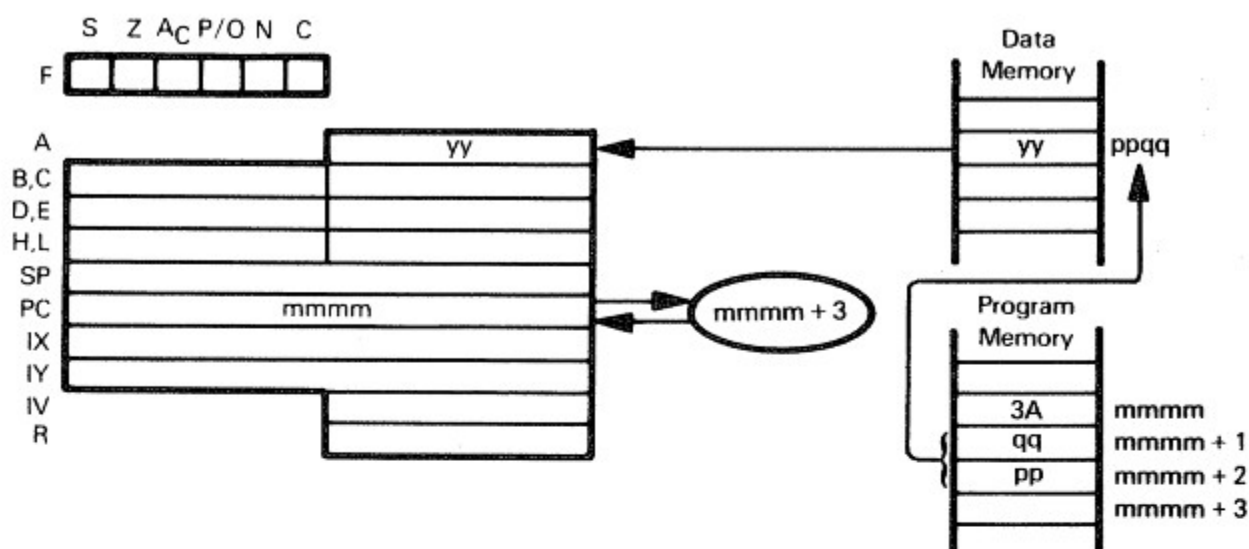 S Z AC P/O N C
F
A yy
B,C
D,E
H,L
SP
PC mmmm
IX
IY
IV
R
mmmm + 3
Data
Memory
yy ppqq
Program
Memory
3A mmmm
qq mmmm + 1
pp mmmm + 2
mmmm + 3